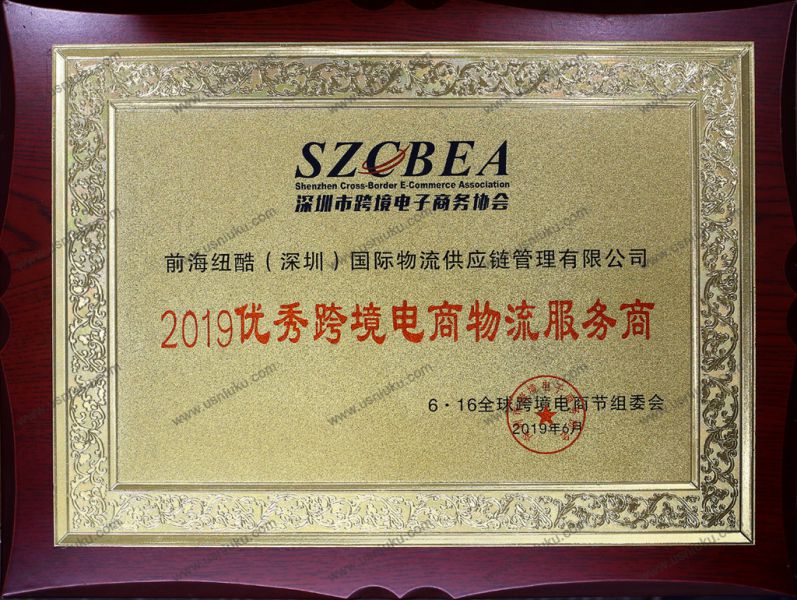 SZCBEA
Shenzhen Cross-Border E-Commerce Association
深圳市跨境电子商务协会
前海纽酷（深圳）国际物流供应链管理有限公司
2019优秀跨境电商物流服务商
6·16全球跨境电商节组委会
2019年6月
www.usniuku.com